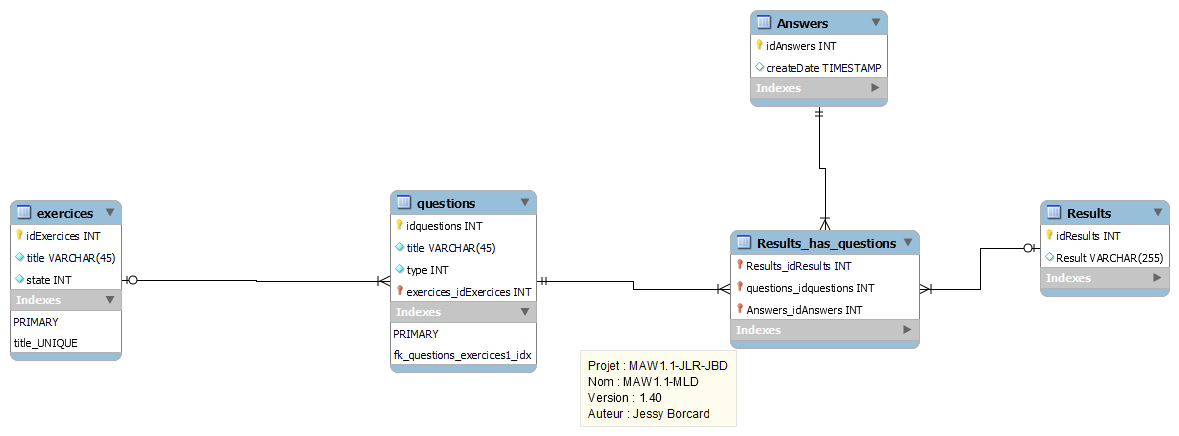 Answers
idAnswers INT
createDate TIMESTAMP
Indexes
exercices
idExercices INT
title VARCHAR(45)
state INT
Indexes
PRIMARY
title_UNIQUE
questions
idquestions INT
title VARCHAR(45)
type INT
exercices_idExercices INT
Indexes
PRIMARY
fk_questions_exercices1_idx
Results_has_questions
Results_idResults INT
questions_idquestions INT
Answers_idAnswers INT
Indexes
Results
idResults INT
Result VARCHAR(255)
Indexes
Projet : MAW1.1-JLR-JBD
Nom : MAW1.1-MLD
Version : 1.40
Auteur : Jessy Borcard